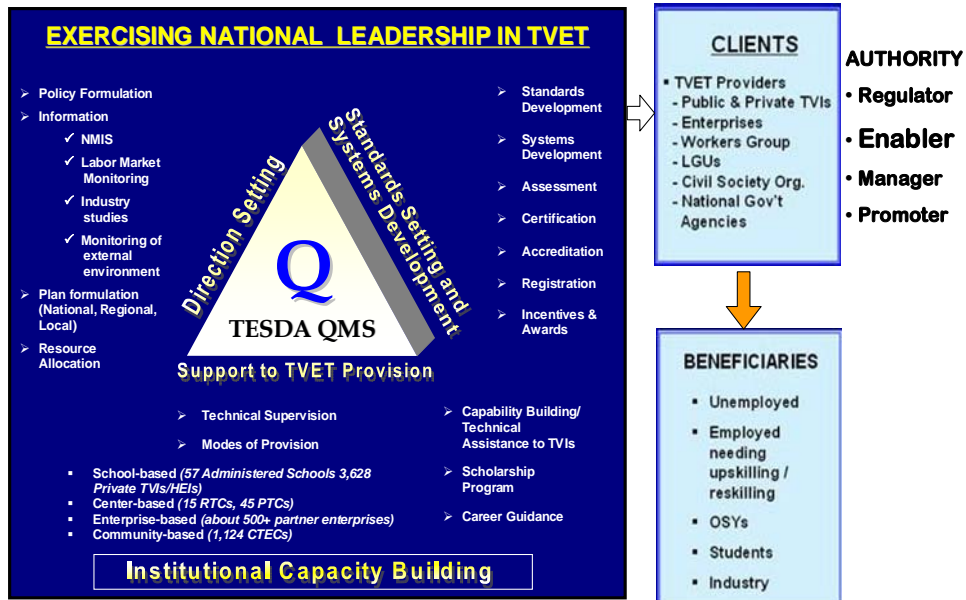 EXERCISING NATIONAL LEADERSHIP IN TVET
Policy Formulation
Information
NMIS
Labor Market
Monitoring
Industry
studies
Monitoring of
external
environment
Plan formulation
(National, Regional,
Local)
Resource
Allocation
Direction Setting
Standards Setting and
Systems Development
Q
TESDA QMS
Support to TVET Provision
Standards
Development
Systems
Development
Assessment
Certification
Accreditation
Registration
Incentives &
Awards
Technical Supervision
Modes of Provision
School-based (57 Administered Schools 3,628
Private TVIs/HEIs)
Center-based (15 RTCs, 45 PTCs)
Enterprise-based (about 500+ partner enterprises)
Community-based (1,124 CTECs)
Capability Building/
Technical
Assistance to TVIs
Scholarship
Program
Career Guidance
Institutional Capacity Building
CLIENTS
TVET Providers
- Public & Private TVIs
- Enterprises
- Workers Group
- LGUs
- Civil Society Org.
- National Gov't
Agencies
AUTHORITY
• Regulator
• Enabler
• Manager
• Promoter
BENEFICIARIES
Unemployed
Employed
needing
upskilling /
reskilling
OSYs
Students
Industry